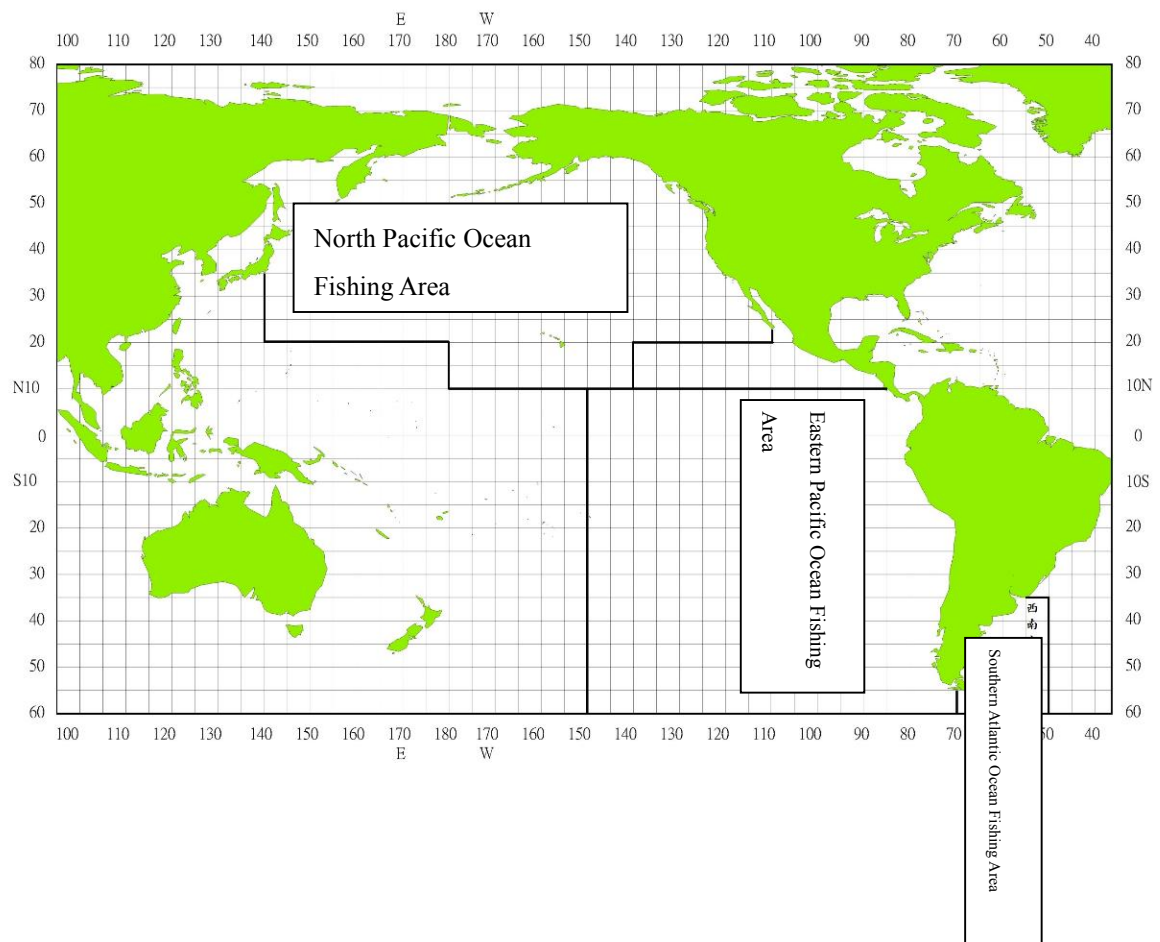 E W
100 110 120 130 140 150 160 170 180 170 160 150 140 130 120 110 100 90 80 70 60 50 40
80 80
70 70
60 60
50 50
North Pacific Ocean
Fishing Area
40 40
30 30
20 20
N10 10N
Eastern Pacific Ocean Fishing
Area
0 0
S10 10S
20 20
30 30
西
南
40 40
Southern Atlantic Ocean Fishing Area
50 50
60 60
100 110 120 130 140 150 160 170 180 170 160 150 140 130 120 110 100 90 80 70 60 50 40
E W